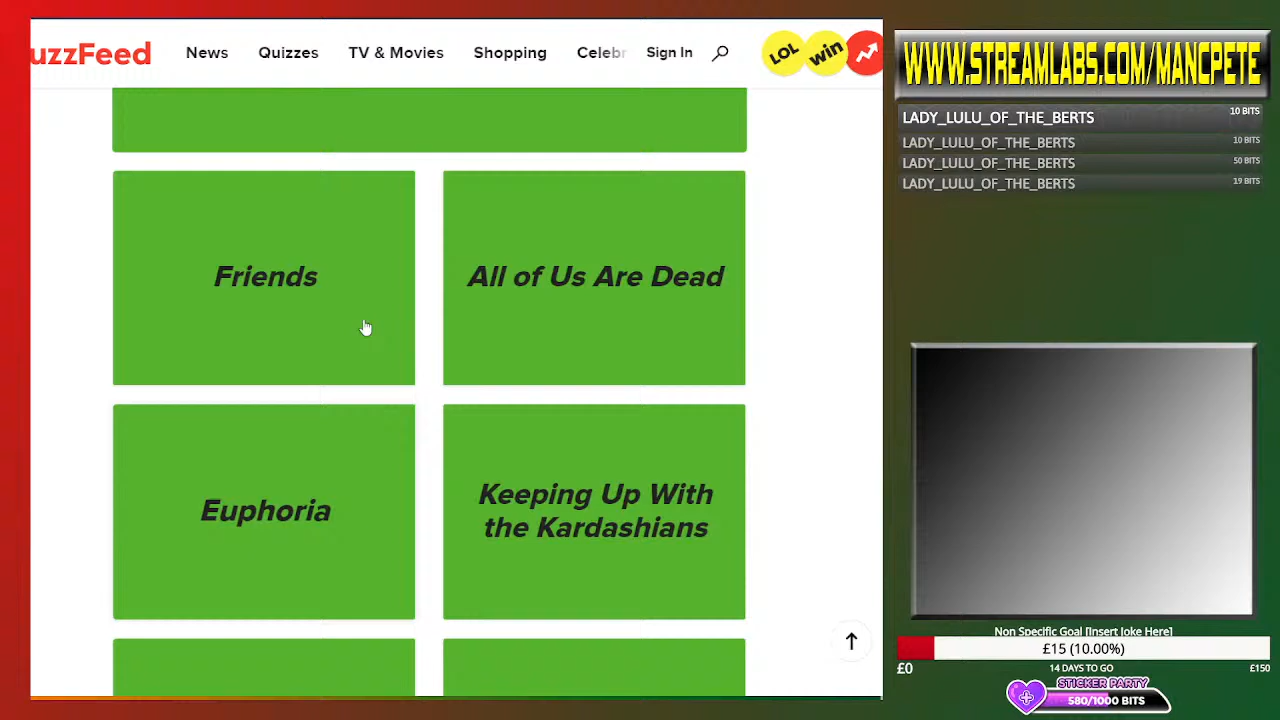 uzzFeed
News
Quizzes
TV & Movies
Shopping
Celebr
Sign In
LOL
win
Friends
All of Us Are Dead
Euphoria
Keeping Up With
the Kardashians
WWW.STREAMLABS.COM/MANCPETE
LADY_LULU_OF_THE_BERTS 10 BITS
LADY_LULU_OF_THE_BERTS 10 BITS
LADY_LULU_OF_THE_BERTS 50 BITS
LADY_LULU_OF_THE_BERTS 19 BITS
Non Specific Goal [Insert Joke Here]
£15 (10.00%)
£0 14 DAYS TO GO £150
STICKER PARTY
580/1000 BITS